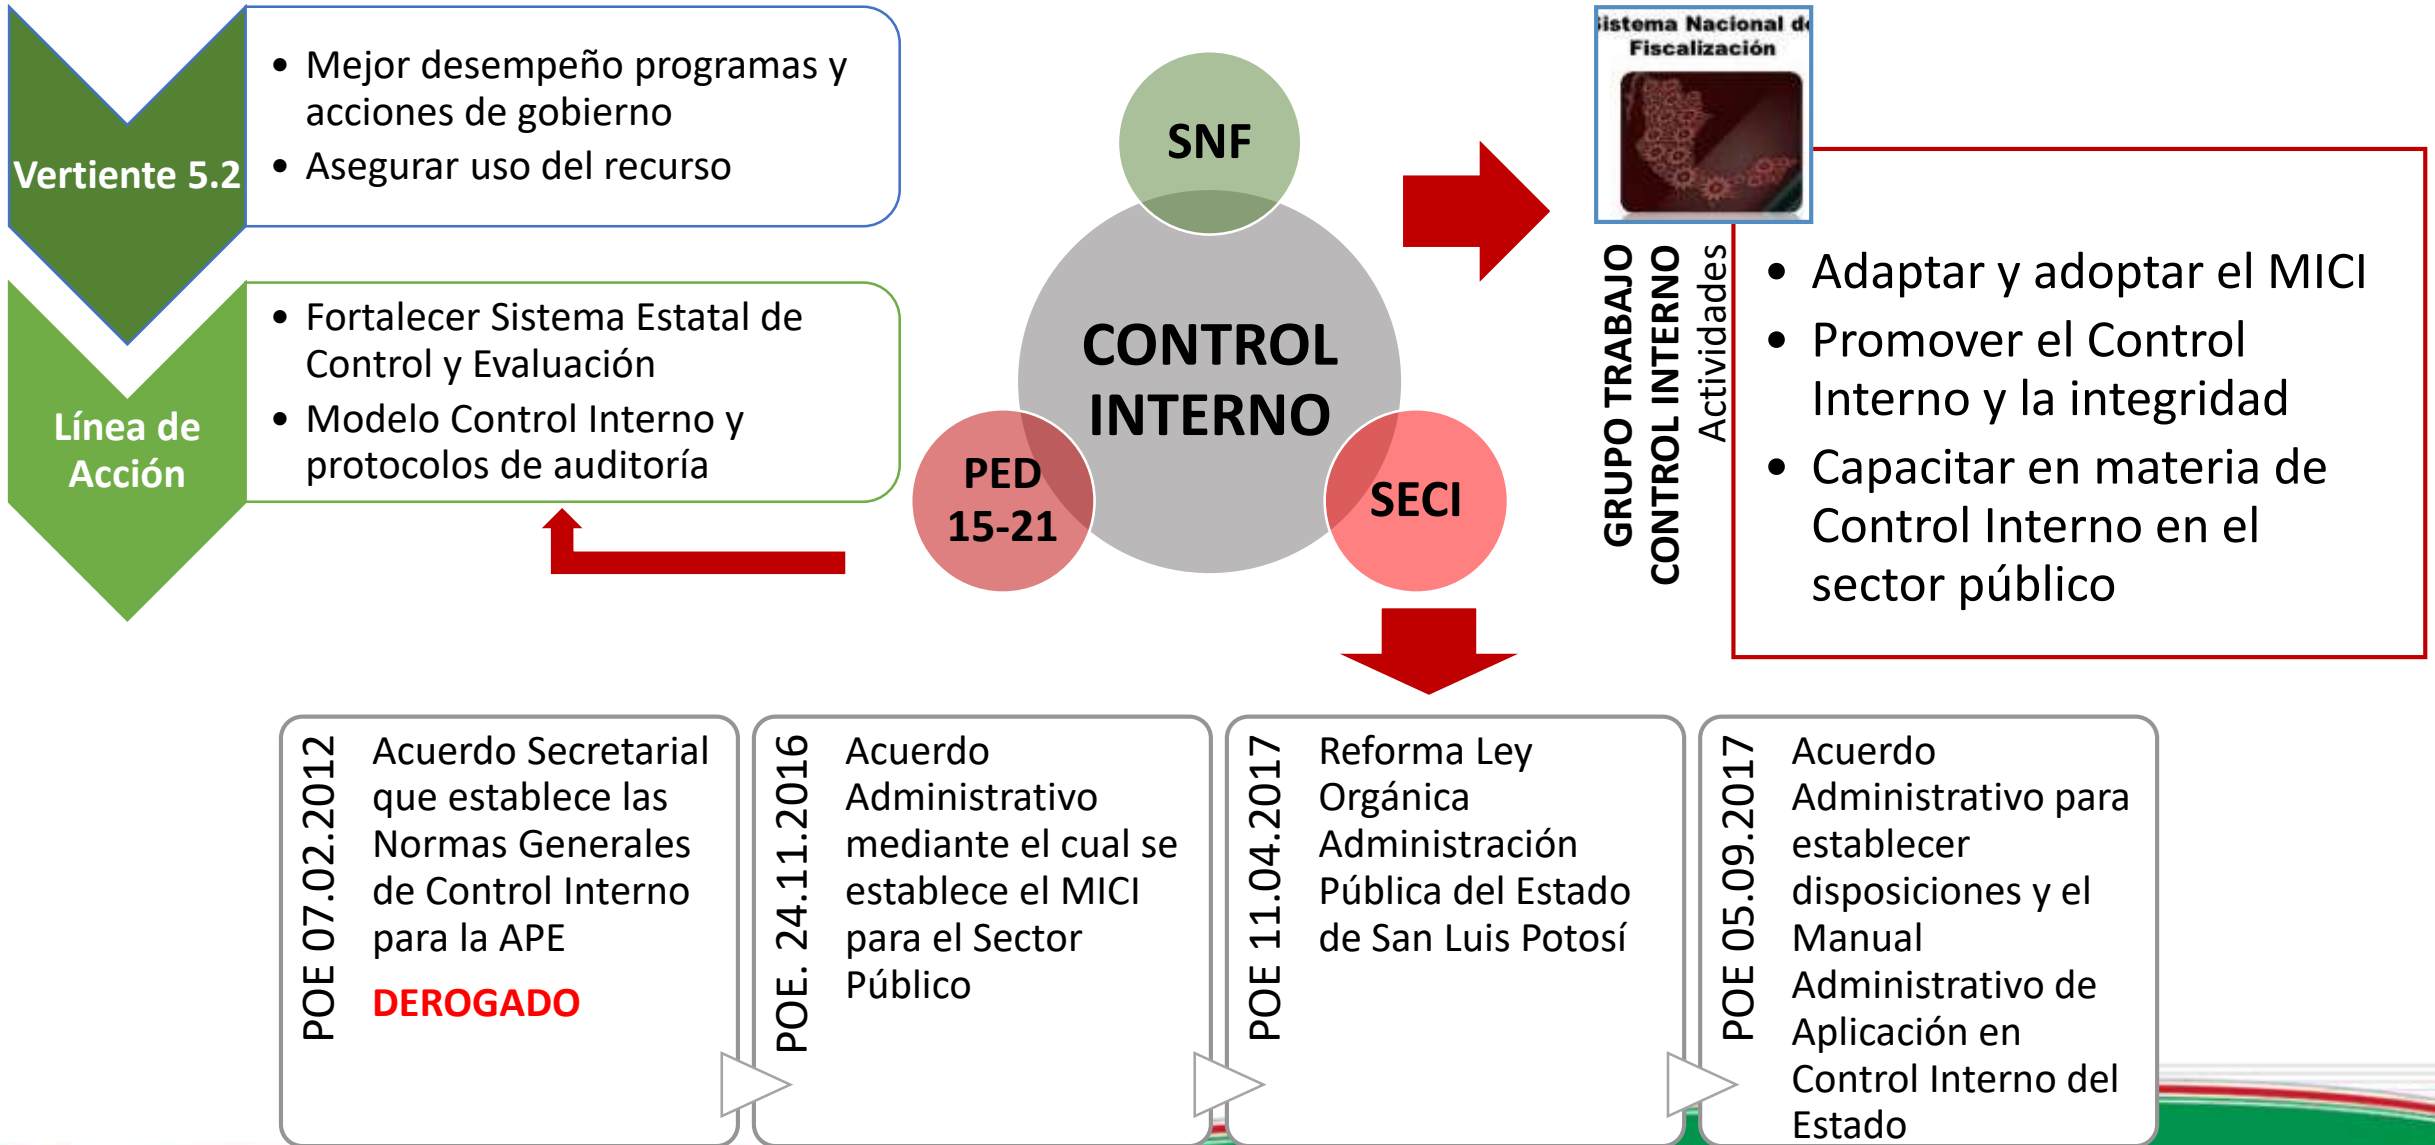 Vertiente 5.2
• Mejor desempeño programas y
acciones de gobierno
• Asegurar uso del recurso
Línea de
Acción
• Fortalecer Sistema Estatal de
Control y Evaluación
• Modelo Control Interno y
protocolos de auditoría
SNF
CONTROL
INTERNO
PED
15-21
SECI
Sistema Nacional de
Fiscalización
GRUPO TRABAJO
CONTROL INTERNO
Actividades
• Adaptar y adoptar el MICI
• Promover el Control
Interno y la integridad
• Capacitar en materia de
Control Interno en el
sector público
POE 07.02.2012
Acuerdo Secretarial
que establece las
Normas Generales
de Control Interno
para la APE
DEROGADO
POE. 24.11.2016
Acuerdo
Administrativo
mediante el cual se
establece el MICI
para el Sector
Público
POE 11.04.2017
Reforma Ley
Orgánica
Administración
Pública del Estado
de San Luis Potosí
POE 05.09.2017
Acuerdo
Administrativo para
establecer
disposiciones y el
Manual
Administrativo de
Aplicación en
Control Interno del
Estado